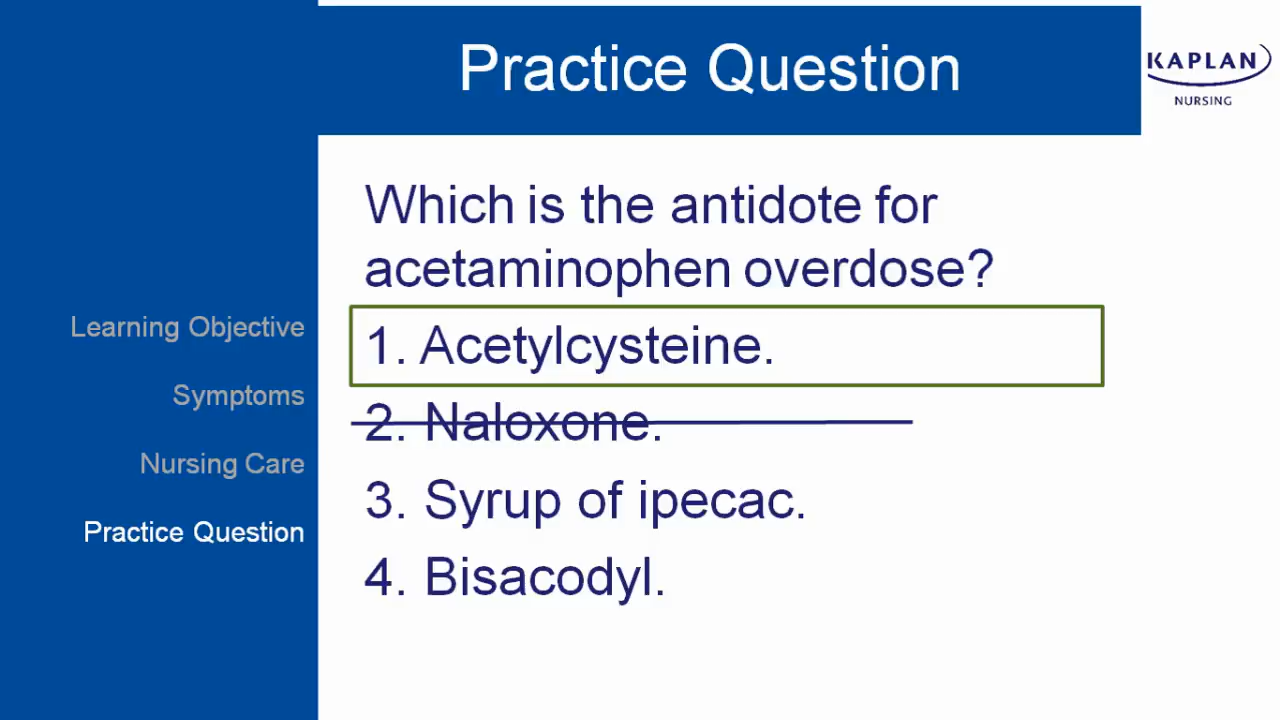 Practice Question
KAPLAN
NURSING
Which is the antidote for
acetaminophen overdose?
1. Acetylcysteine.
2. Naloxone.
3. Syrup of ipecac.
4. Bisacodyl.
Learning Objective
Symptoms
Nursing Care
Practice Question